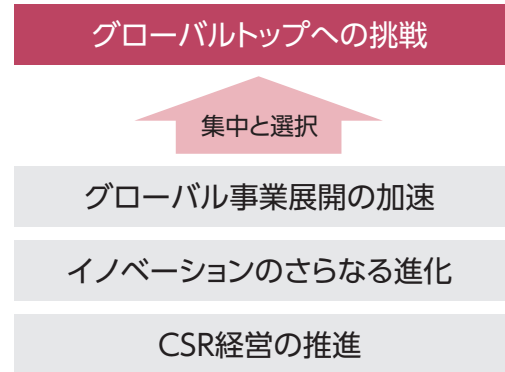 グローバルトップへの挑戦
集中と選択
グローバル事業展開の加速
イノベーションのさらなる進化
CSR経営の推進